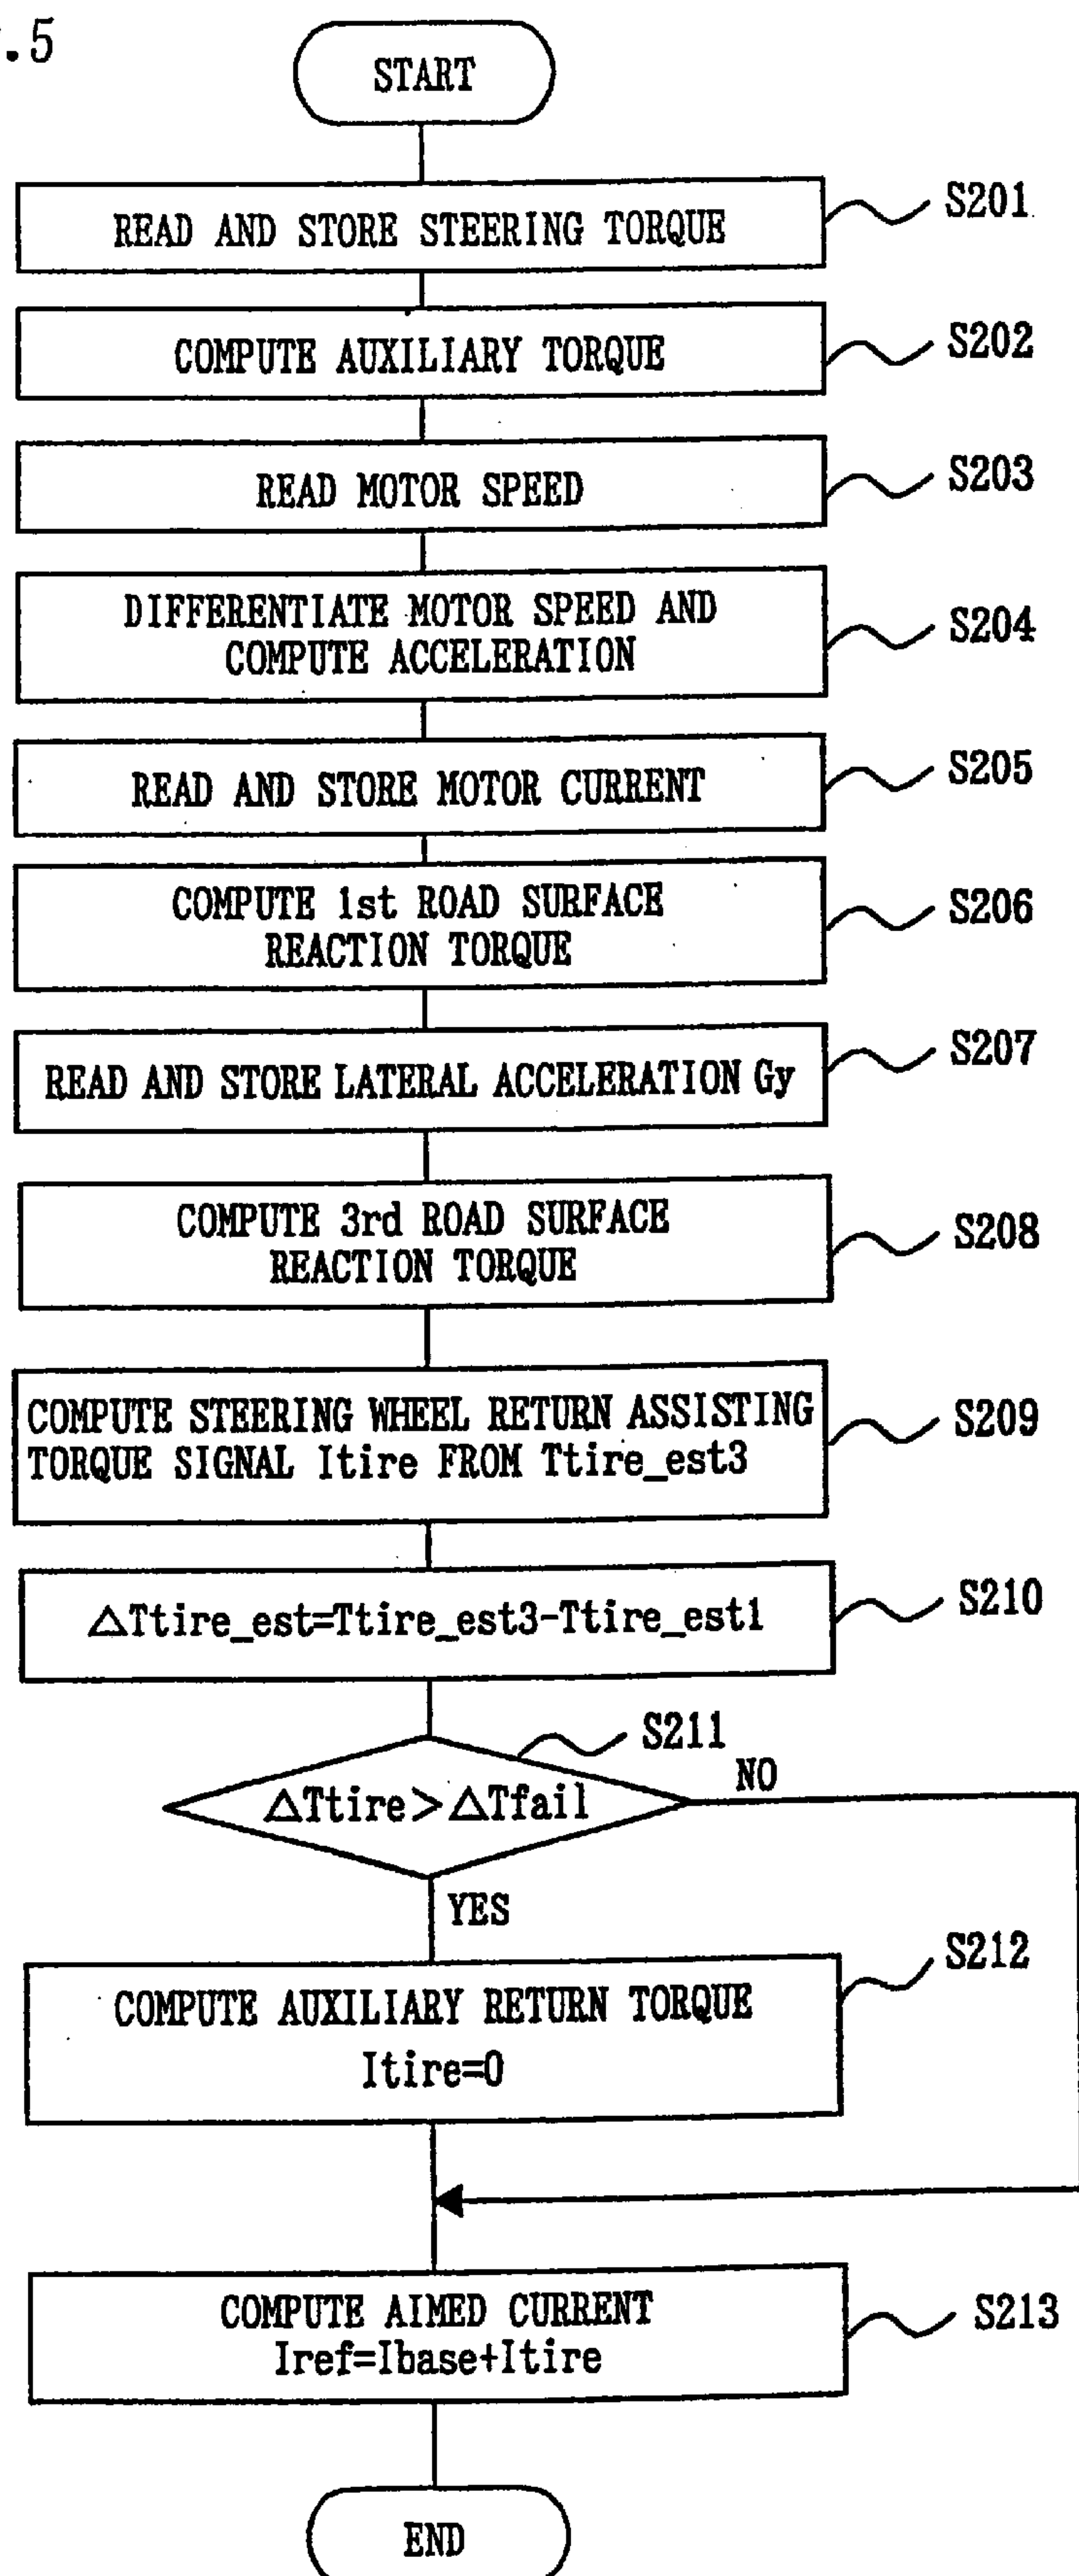 .5
START
READ AND STORE STEERING TORQUE
S201
COMPUTE AUXILIARY TORQUE
S202
READ MOTOR SPEED
S203
DIFFERENTIATE MOTOR SPEED AND
COMPUTE ACCELERATION
S204
READ AND STORE MOTOR CURRENT
S205
COMPUTE 1st ROAD SURFACE
REACTION TORQUE
S206
READ AND STORE LATERAL ACCELERATION Gy
S207
COMPUTE 3rd ROAD SURFACE
REACTION TORQUE
S208
COMPUTE STEERING WHEEL RETURN ASSISTING
TORQUE SIGNAL Itire FROM Ttire_est3
S209
△Ttire_est=Ttire_est3-Ttire_est1
S210
S211
△Ttire>△Tfail
NO
YES
COMPUTE AUXILIARY RETURN TORQUE
Itire=0
S212
COMPUTE AIMED CURRENT
Iref=Ibase+Itire
S213
END